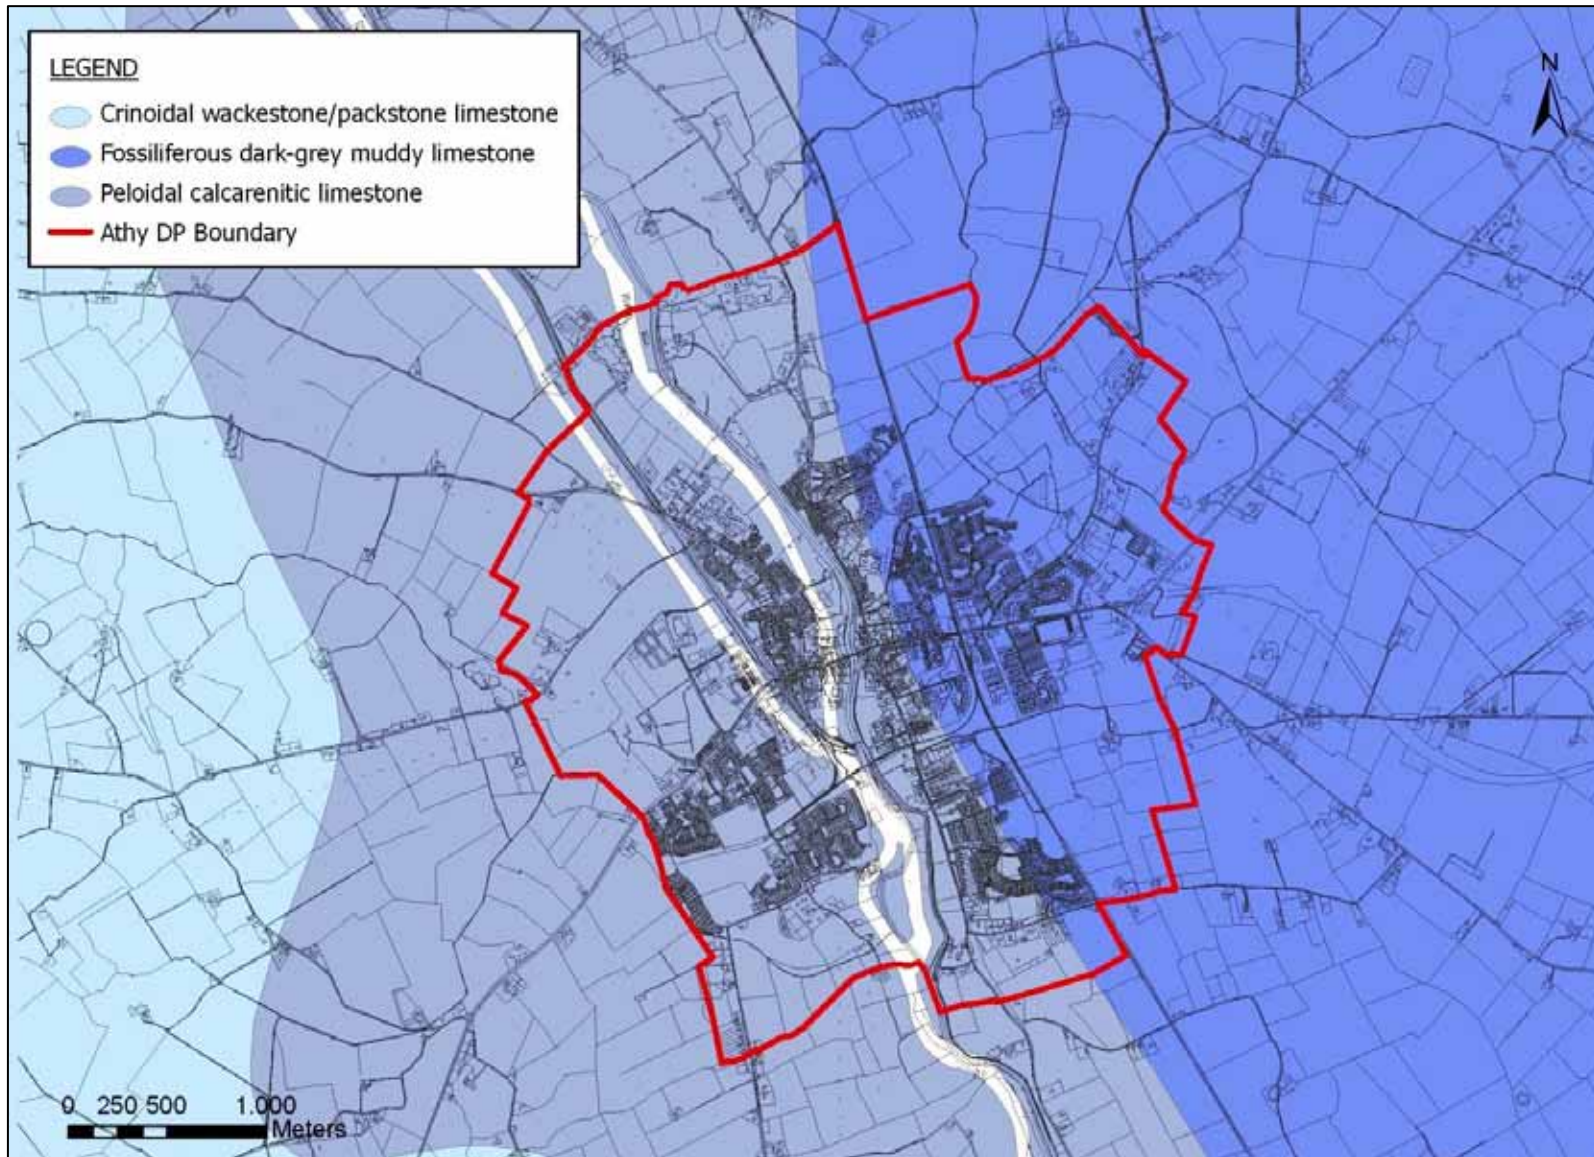 LEGEND
Crinoidal wackestone/packstone limestone
Fossiliferous dark-grey muddy limestone
Peloidal calcarenitic limestone
Athy DP Boundary
N
0 250 500 1.000
Meters